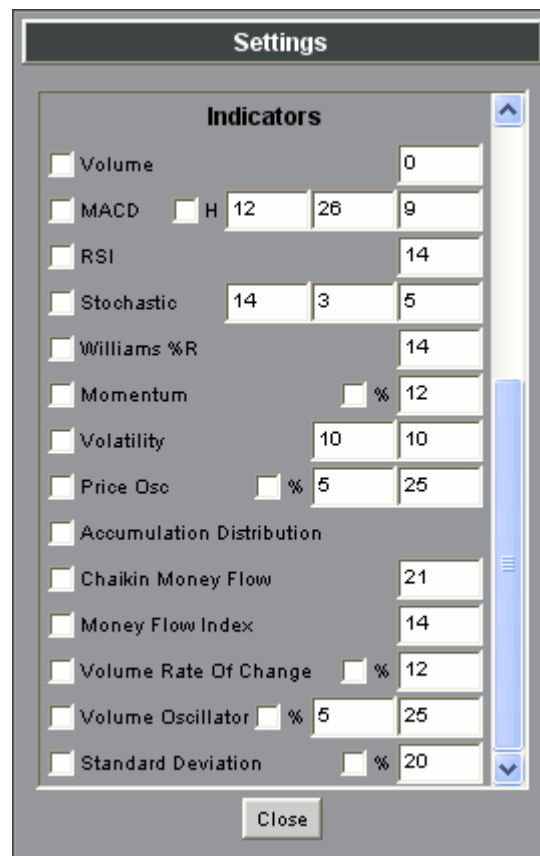 Settings
Indicators
Volume 0
MACD H 12 26 9
RSI 14
Stochastic 14 3 5
Williams %R 14
Momentum % 12
Volatility 10 10
Price Osc % 5 25
Accumulation Distribution
Chaikin Money Flow 21
Money Flow Index 14
Volume Rate Of Change % 12
Volume Oscillator % 5 25
Standard Deviation % 20
Close